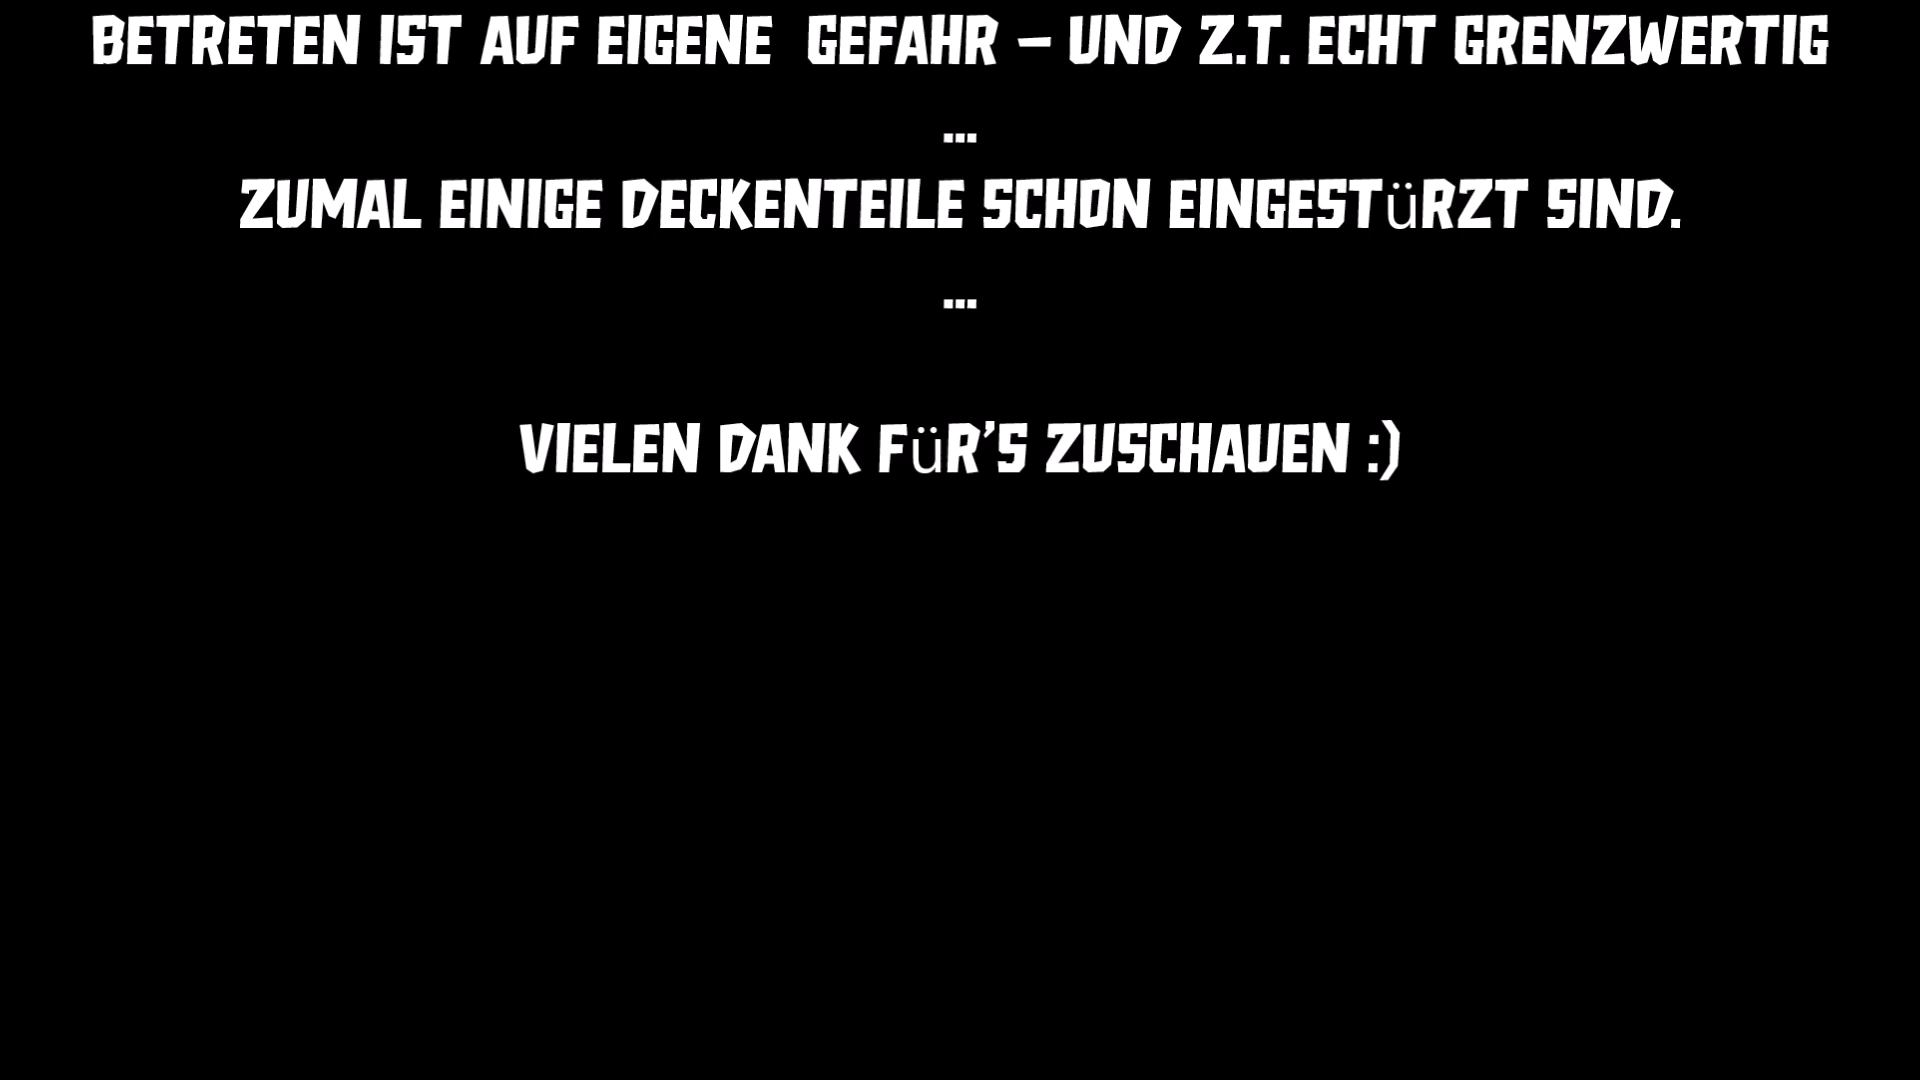 BETRETEN IST AUF EIGENE  GEFAHR – UND Z.T. ECHT GRENZWERTIG
...
ZUMAL EINIGE DECKENTEILE SCHON EINGESTüRZT SIND.
...
VIELEN DANK FüR'S ZUSCHAUEN :)